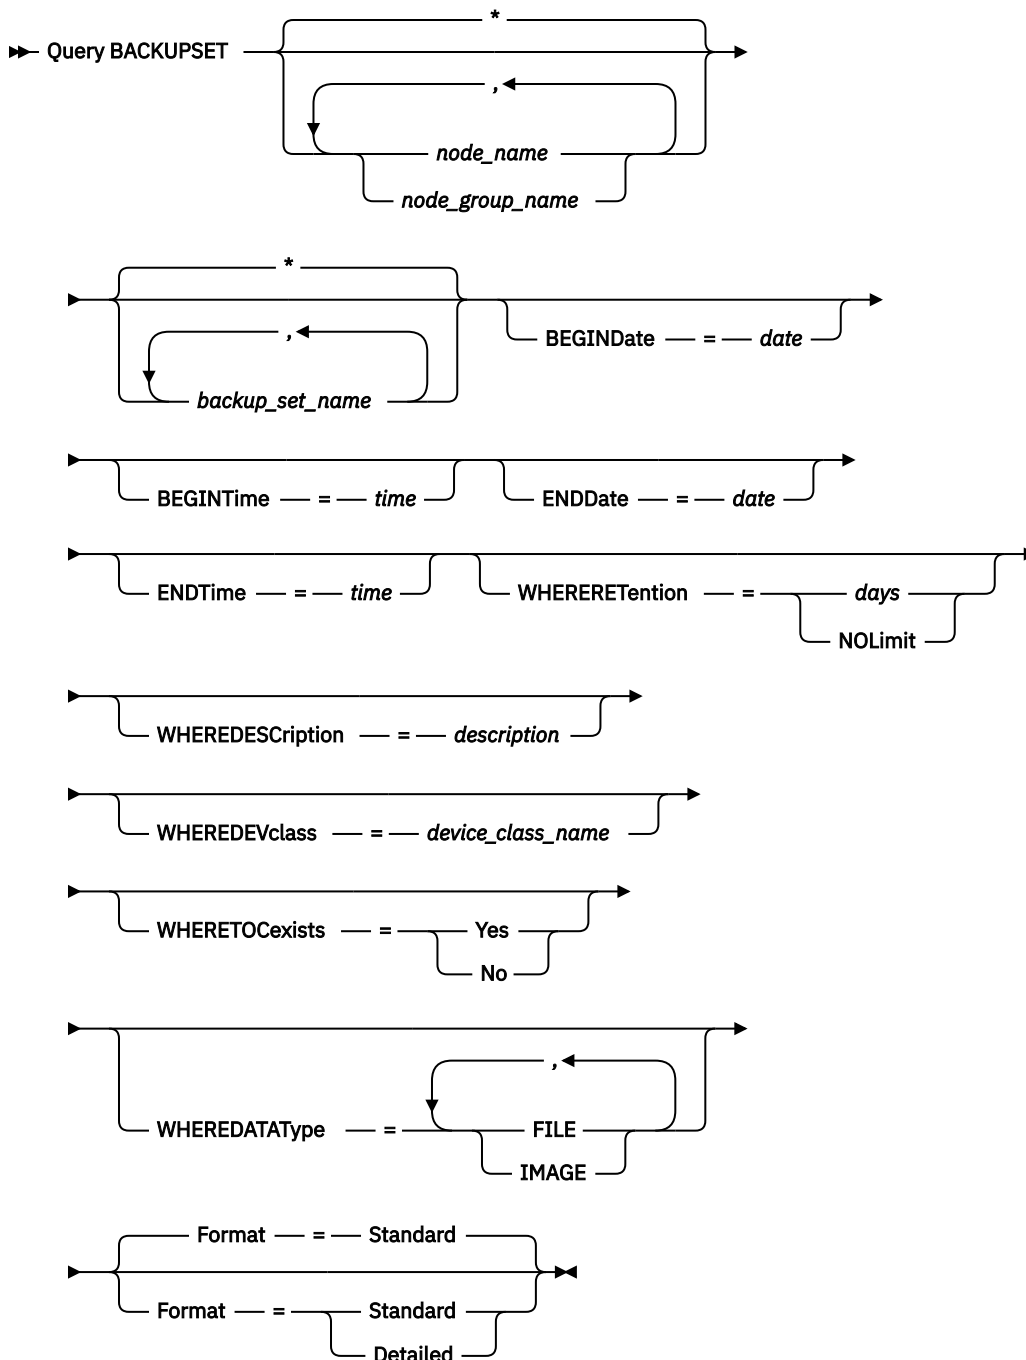 *
Query BACKUPSET
,
node_name
node_group_name
*
,
backup_set_name
BEGINDate = date
BEGINTime = time ENDDate = date
ENDTime = time WHERERETention = days
NOLimit
WHEREDESCription = description
WHEREDEVclass = device_class_name
WHERETOCexists = Yes
No
,
WHEREDATAType = FILE
IMAGE
Format = Standard
Format = Standard
Detailed